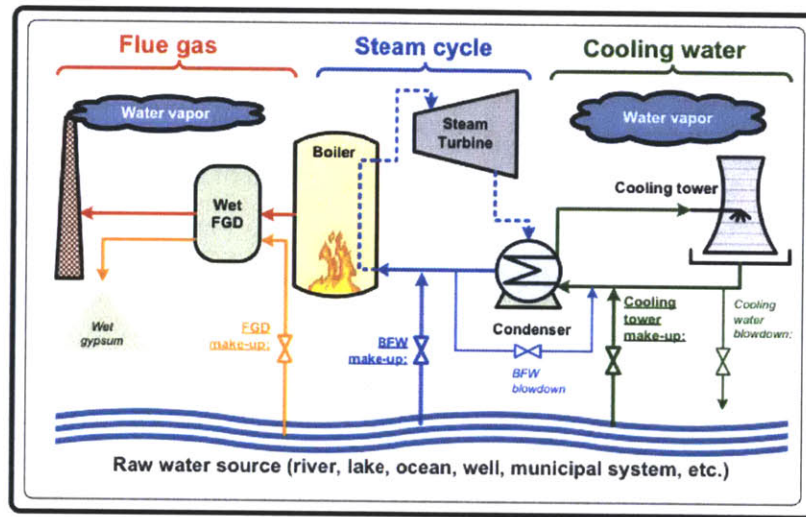 Flue gas
Steam cycle
Cooling water
Water vapor
Water vapor
Steam
Turbine
Boiler
Cooling tower
Wet
FGD
Wet
gypsum
FGD
make-up:
BFW
make-up:
Condenser
BFW
blowdown
Cooling
tower
make-up:
Cooling
water
blowdown:
Raw water source (river, lake, ocean, well, municipal system, etc.)